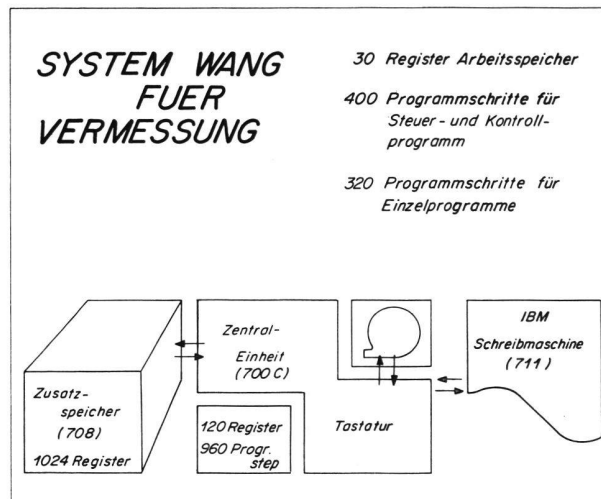 SYSTEM WANG
FUER
VERMESSUNG
30 Register Arbeitsspeicher
400 Programmschritte für
Steuer- und Kontroll-
programm
320 Programmschritte für
Einzelprogramme
Zusatz-
speicher
(708)
1024 Register
Zentral-
Einheit
(700 C)
120 Register
960 Progr.
step
Tastatur
IBM
Schreibmaschine
(711)